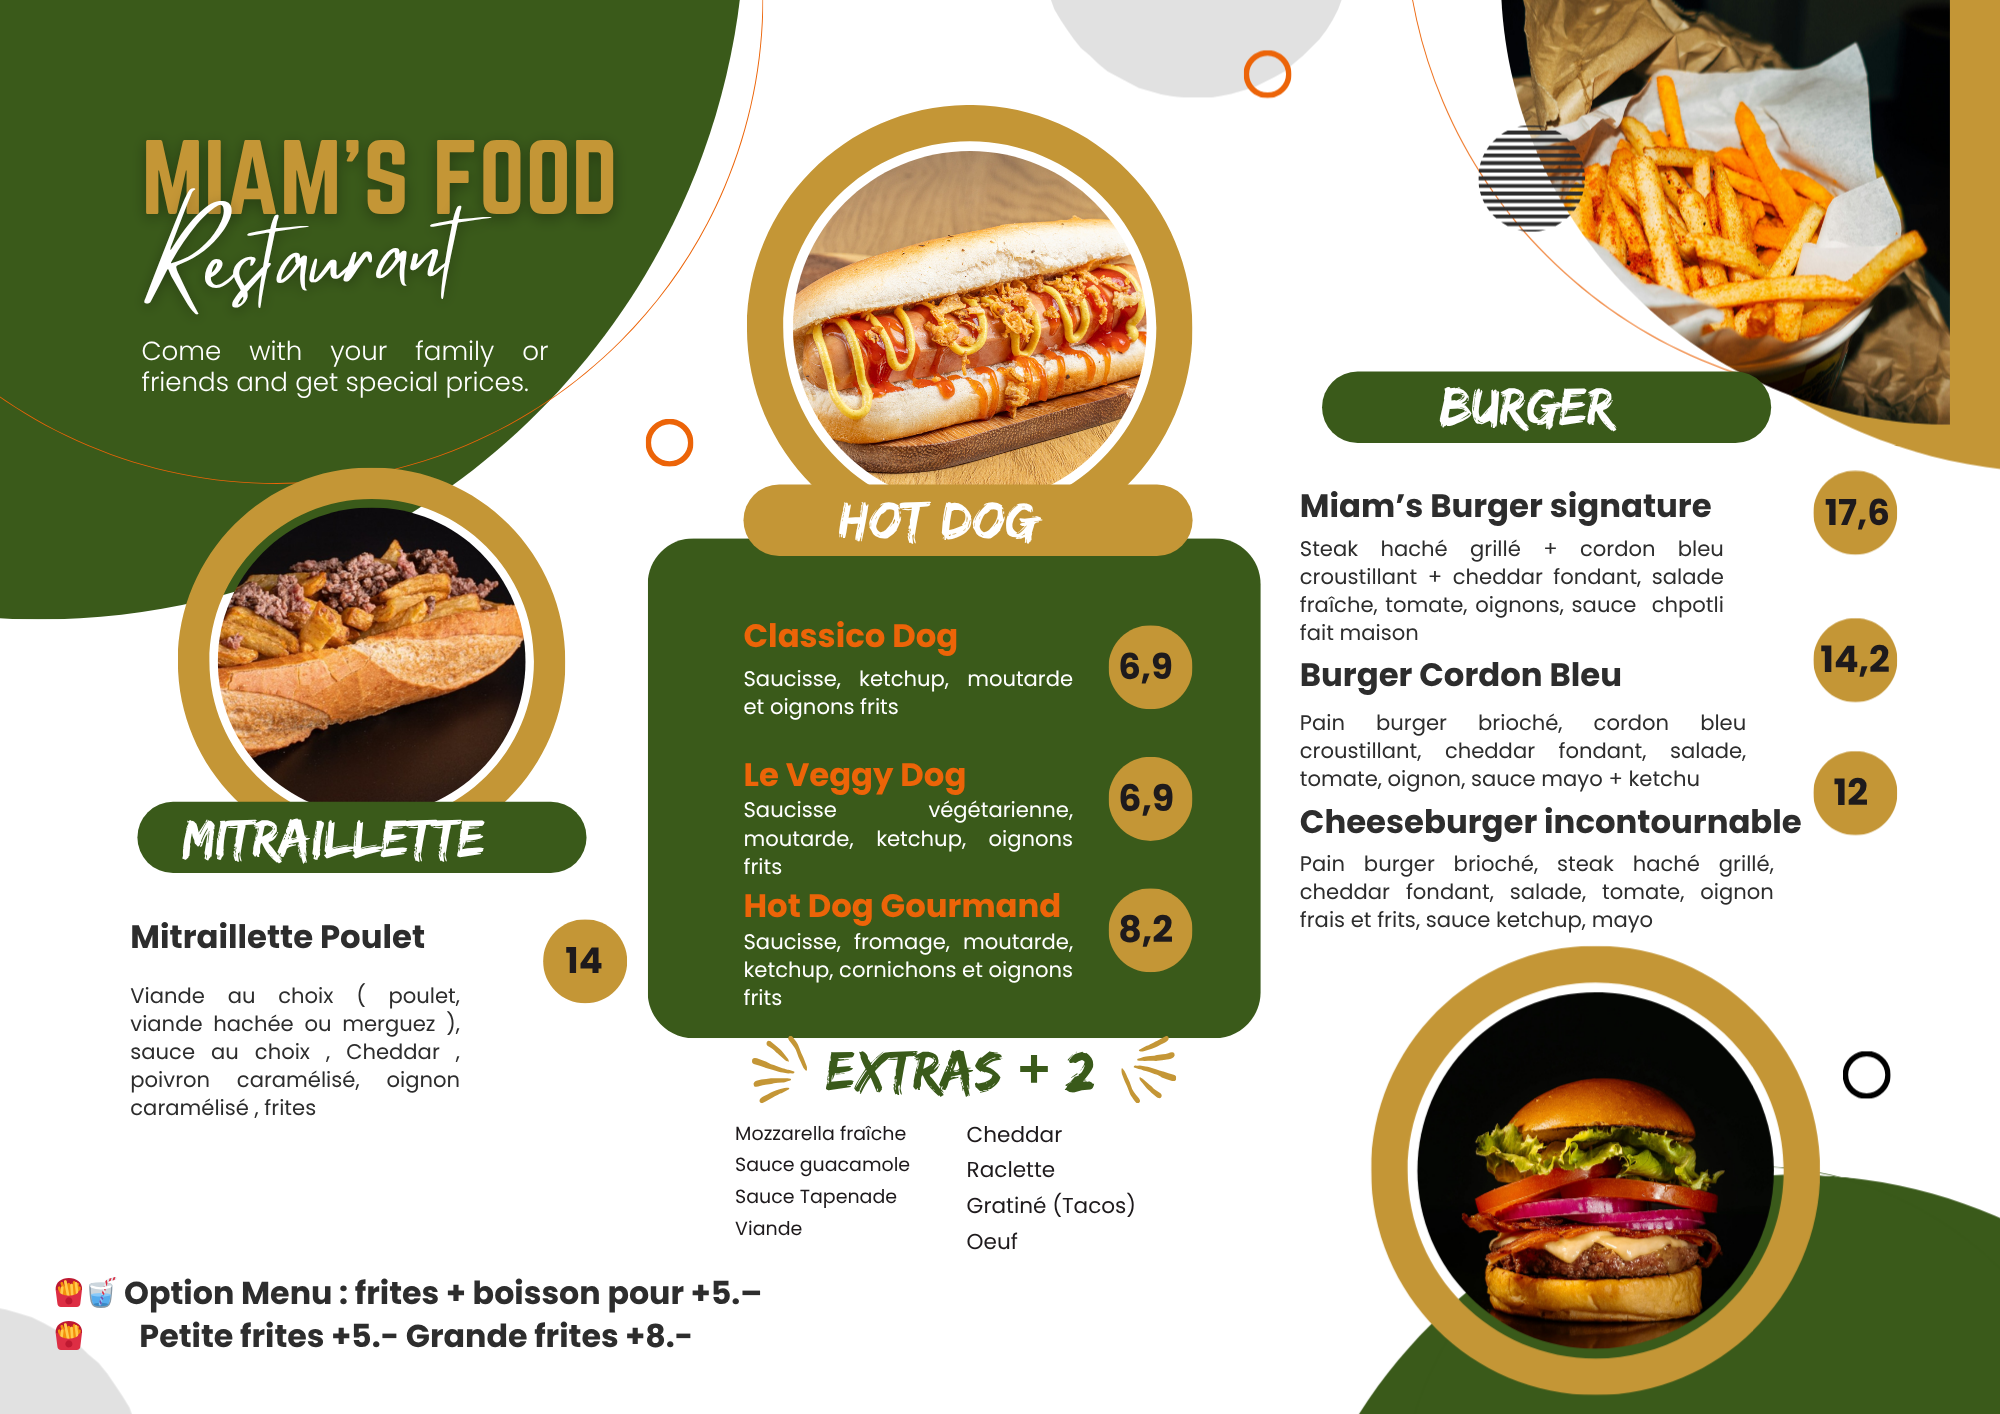 MIAM'S FOOD
Restaurant
Come with your family or
friends and get special prices.
MITRAILLETTE
Mitraillette Poulet
14
Viande au choix ( poulet,
viande hachée ou merguez ),
sauce au choix , Cheddar ,
poivron caramélisé, oignon
caramélisé , frites
HOT DOG
Classico Dog
6,9
Saucisse, ketchup, moutarde
et oignons frits
Le Veggy Dog
6,9
Saucisse végétarienne,
moutarde, ketchup, oignons
frits
Hot Dog Gourmand
8,2
Saucisse, fromage, moutarde,
ketchup, cornichons et oignons
frits
EXTRAS + 2
Mozzarella fraîche
Sauce guacamole
Sauce Tapenade
Viande
Cheddar
Raclette
Gratiné (Tacos)
Oeuf
BURGER
Miam's Burger signature
17,6
Steak haché grillé + cordon bleu
croustillant + cheddar fondant, salade
fraîche, tomate, oignons, sauce chpotli
fait maison
Burger Cordon Bleu
14,2
Pain burger brioché, cordon bleu
croustillant, cheddar fondant, salade,
tomate, oignon, sauce mayo + ketchu
Cheeseburger incontournable
12
Pain burger brioché, steak haché grillé,
cheddar fondant, salade, tomate, oignon
frais et frits, sauce ketchup, mayo
🍟🥤 Option Menu : frites + boisson pour +5.–
🍟 Petite frites +5.- Grande frites +8.-